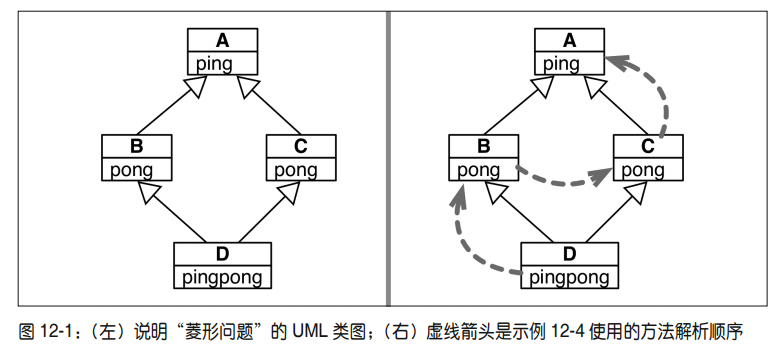 A
ping
B
pong
C
pong
D
pingpong
A
ping
B
pong
C
pong
D
pingpong
图 12-1：（左）说明“菱形问题”的 UML 类图；（右）虚线箭头是示例 12-4 使用的方法解析顺序